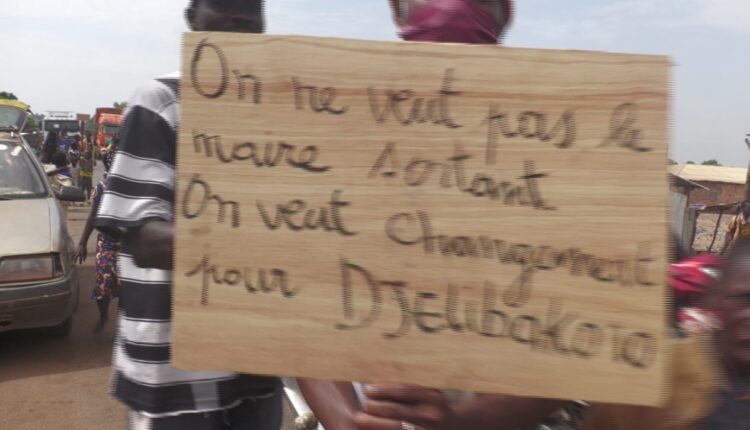 On ne veut pas le
maire sortant
On veut changement
pour DJELIBAKORO